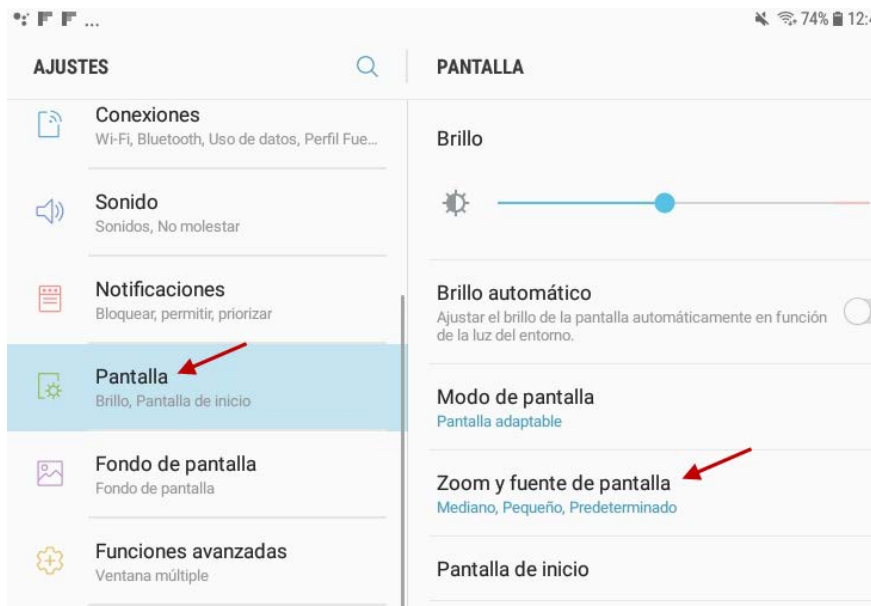 ... 74% 12:4
AJUSTES
Conexiones
Wi-Fi, Bluetooth, Uso de datos, Perfil Fue...
Sonido
Sonidos, No molestar
Notificaciones
Bloquear, permitir, priorizar
Pantalla
Brillo, Pantalla de inicio
Fondo de pantalla
Fondo de pantalla
Funciones avanzadas
Ventana múltiple
PANTALLA
Brillo
Brillo automático
Ajustar el brillo de la pantalla automáticamente en función
de la luz del entorno.
Modo de pantalla
Pantalla adaptable
Zoom y fuente de pantalla
Mediano, Pequeño, Predeterminado
Pantalla de inicio